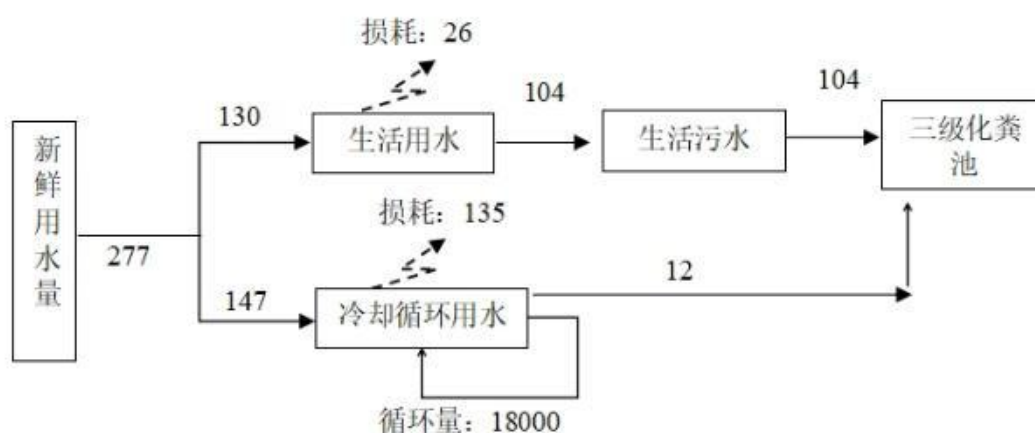 损耗：26
130
104
104
新鲜用水量
生活用水
生活污水
三级化粪
池
277
损耗：135
147
12
冷却循环用水
循环量：18000